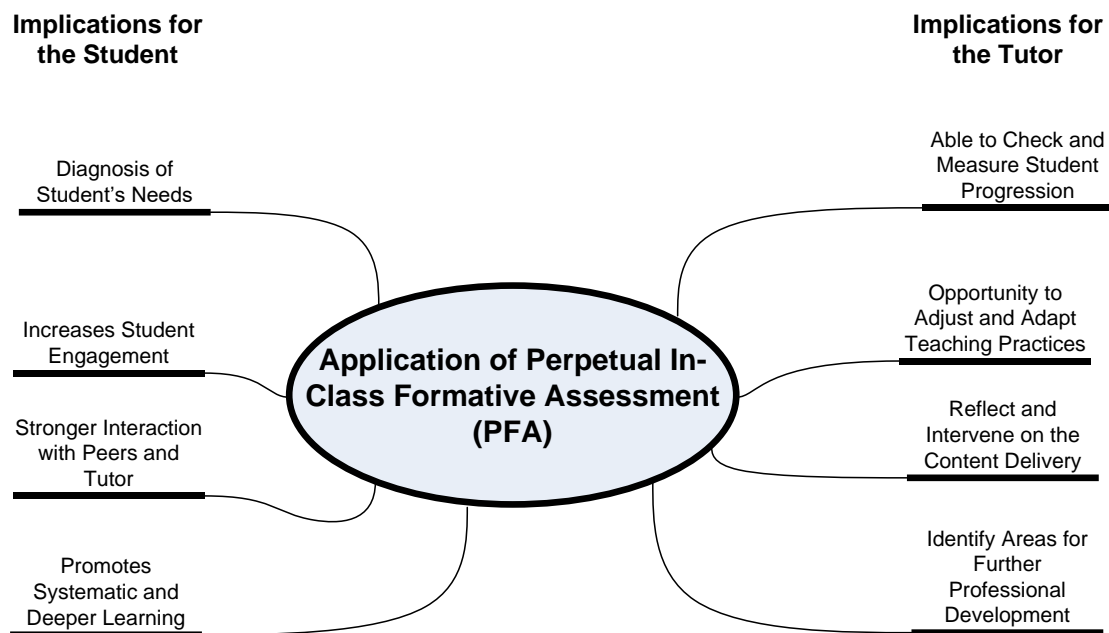 Implications for
the Student
Diagnosis of
Student’s Needs
Increases Student
Engagement
Stronger Interaction
with Peers and
Tutor
Promotes
Systematic and
Deeper Learning
Application of Perpetual In-
Class Formative Assessment
(PFA)
Implications for
the Tutor
Able to Check and
Measure Student
Progression
Opportunity to
Adjust and Adapt
Teaching Practices
Reflect and
Intervene on the
Content Delivery
Identify Areas for
Further
Professional
Development